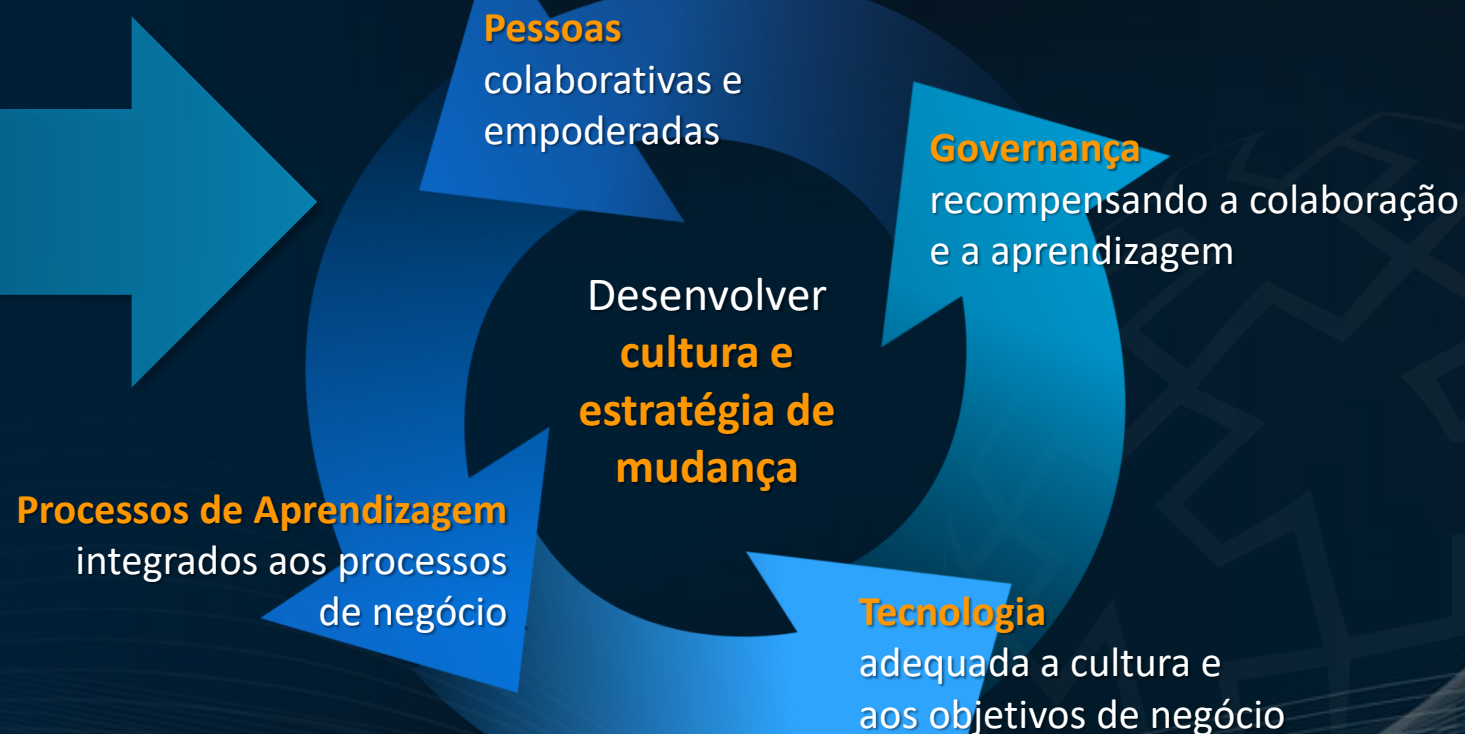 Pessoas
colaborativas e
empoderadas
Governança
recompensando a colaboração
e a aprendizagem
Desenvolver
cultura e
estratégia de
mudança
Processos de Aprendizagem
integrados aos processos
de negócio
Tecnologia
adequada a cultura e
aos objetivos de negócio